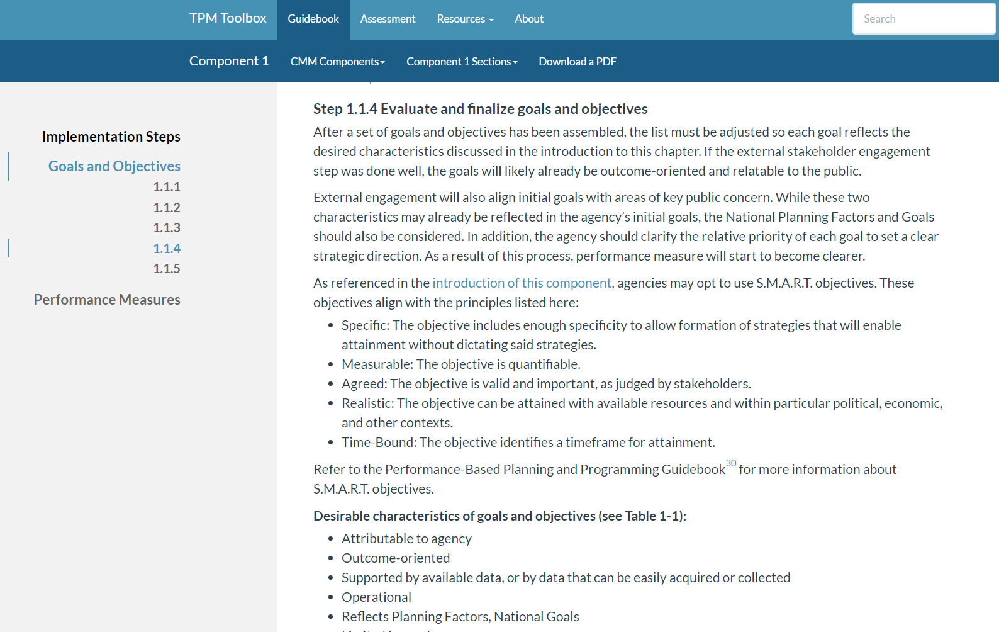 TPM Toolbox Guidebook Assessment Resources About Search
Component 1 CMM Components Component 1 Sections Download a PDF
Implementation Steps
Goals and Objectives
1.1.1
1.1.2
1.1.3
1.1.4
1.1.5
Performance Measures
Step 1.1.4 Evaluate and finalize goals and objectives
After a set of goals and objectives has been assembled, the list must be adjusted so each goal reflects the
desired characteristics discussed in the introduction to this chapter. If the external stakeholder engagement
step was done well, the goals will likely already be outcome-oriented and relatable to the public.
External engagement will also align initial goals with areas of key public concern. While these two
characteristics may already be reflected in the agency’s initial goals, the National Planning Factors and Goals
should also be considered. In addition, the agency should clarify the relative priority of each goal to set a clear
strategic direction. As a result of this process, performance measure will start to become clearer.
As referenced in the introduction of this component, agencies may opt to use S.M.A.R.T. objectives. These
objectives align with the principles listed here:
• Specific: The objective includes enough specificity to allow formation of strategies that will enable
attainment without dictating said strategies.
• Measurable: The objective is quantifiable.
• Agreed: The objective is valid and important, as judged by stakeholders.
• Realistic: The objective can be attained with available resources and within particular political, economic,
and other contexts.
• Time-Bound: The objective identifies a timeframe for attainment.
Refer to the Performance-Based Planning and Programming Guidebook30 for more information about
S.M.A.R.T. objectives.
Desirable characteristics of goals and objectives (see Table 1-1):
• Attributable to agency
• Outcome-oriented
• Supported by available data, or by data that can be easily acquired or collected
• Operational
• Reflects Planning Factors, National Goals